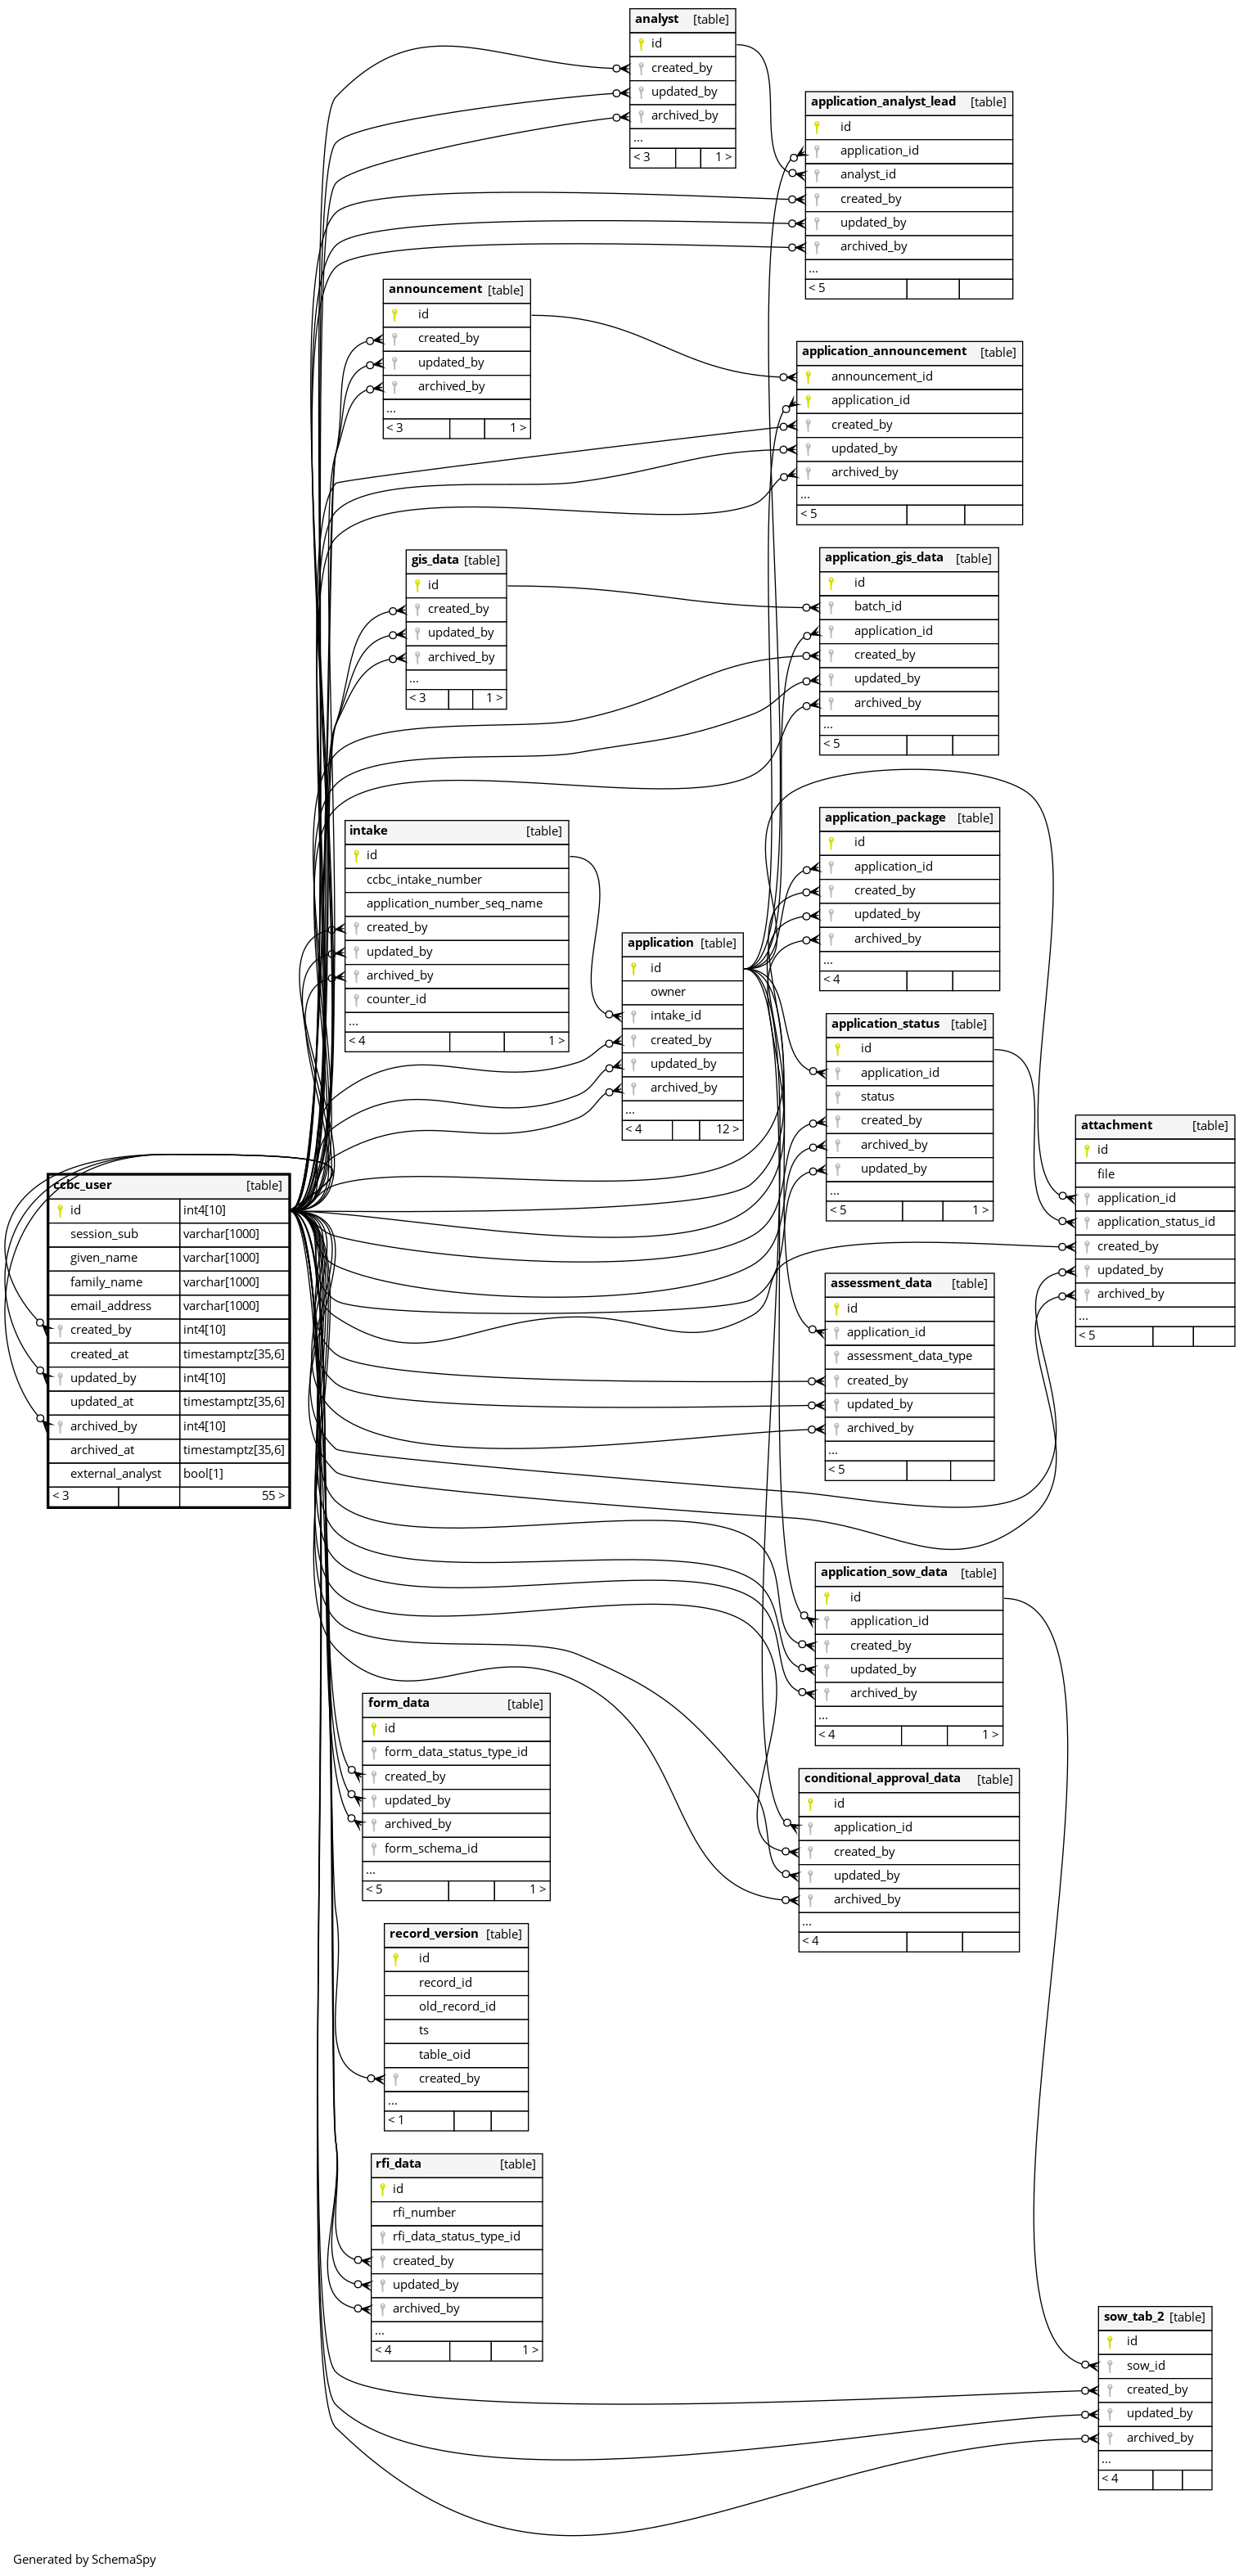 analyst [table]
id
created_by
updated_by
archived_by
...
< 3 1 >
application_analyst_lead [table]
id
application_id
analyst_id
created_by
updated_by
archived_by
...
< 5
announcement [table]
id
created_by
updated_by
archived_by
...
< 3 1 >
application_announcement [table]
announcement_id
application_id
created_by
updated_by
archived_by
...
< 5
gis_data [table]
id
created_by
updated_by
archived_by
...
< 3 1 >
application_gis_data [table]
id
batch_id
application_id
created_by
updated_by
archived_by
...
< 5
intake [table]
id
ccbc_intake_number
application_number_seq_name
created_by
updated_by
archived_by
counter_id
...
< 4 1 >
application [table]
id
owner
intake_id
created_by
updated_by
archived_by
...
< 4 12 >
application_package [table]
id
application_id
created_by
updated_by
archived_by
...
< 4
application_status [table]
id
application_id
status
created_by
archived_by
updated_by
...
< 5 1 >
attachment [table]
id
file
application_id
application_status_id
created_by
updated_by
archived_by
...
< 5
ccbc_user [table]
id int4[10]
session_sub varchar[1000]
given_name varchar[1000]
family_name varchar[1000]
email_address varchar[1000]
created_by int4[10]
created_at timestamptz[35,6]
updated_by int4[10]
updated_at timestamptz[35,6]
archived_by int4[10]
archived_at timestamptz[35,6]
external_analyst bool[1]
< 3 55 >
assessment_data [table]
id
application_id
assessment_data_type
created_by
updated_by
archived_by
...
< 5
application_sow_data [table]
id
application_id
created_by
updated_by
archived_by
...
< 4 1 >
form_data [table]
id
form_data_status_type_id
created_by
updated_by
archived_by
form_schema_id
...
< 5 1 >
conditional_approval_data [table]
id
application_id
created_by
updated_by
archived_by
...
< 4
record_version [table]
id
record_id
old_record_id
ts
table_oid
created_by
...
< 1
rfi_data [table]
id
rfi_number
rfi_data_status_type_id
created_by
updated_by
archived_by
...
< 4 1 >
sow_tab_2 [table]
id
sow_id
created_by
updated_by
archived_by
...
< 4
Generated by SchemaSpy